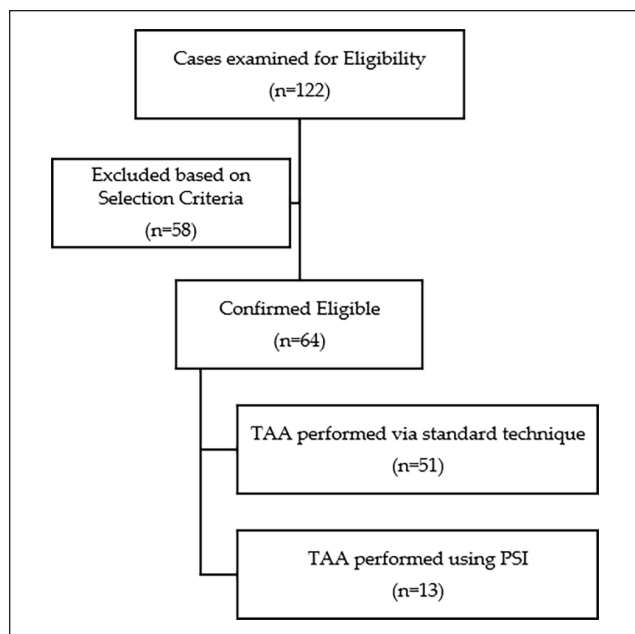 Cases examined for Eligibility
(n=122)
Excluded based on
Selection Criteria
(n=58)
Confirmed Eligible
(n=64)
TAA performed via standard technique
(n=51)
TAA performed using PSI
(n=13)